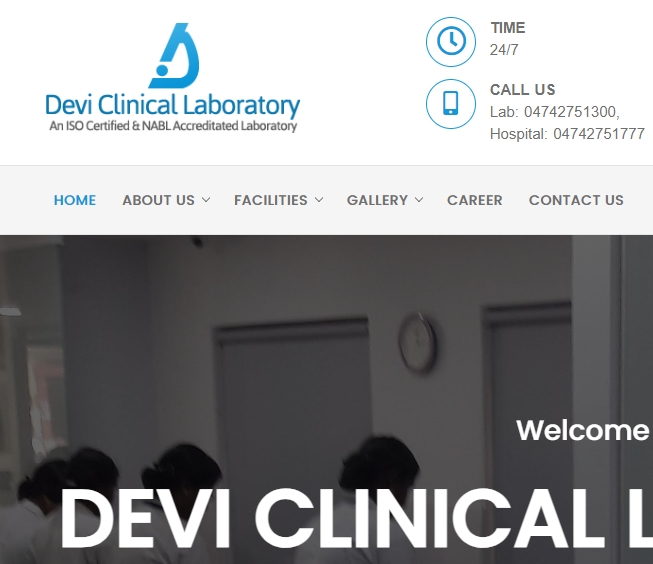 Devi Clinical Laboratory
An ISO Certified & NABL Accredited Laboratory
TIME
24/7
CALL US
Lab: 04742751300,
Hospital: 04742751777
HOME ABOUT US FACILITIES GALLERY CAREER CONTACT US
Welcome
DEVI CLINICAL L